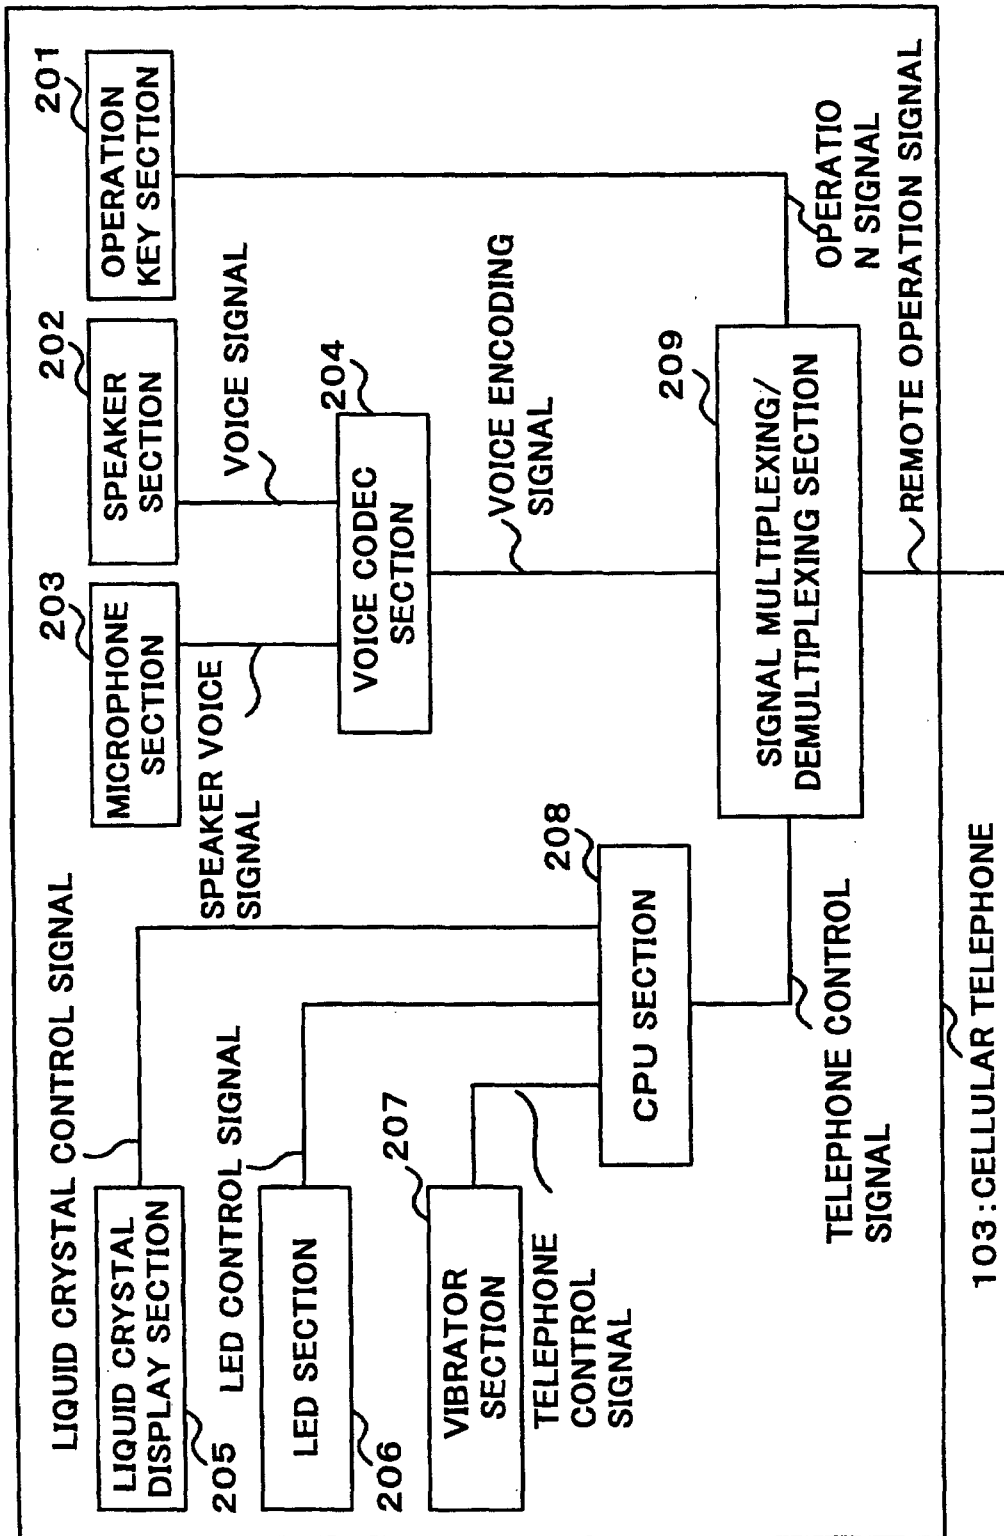 LIQUID CRYSTAL CONTROL SIGNAL
203
202
201
LIQUID CRYSTAL
DISPLAY SECTION
MICROPHONE
SECTION
SPEAKER
SECTION
OPERATION
KEY SECTION
205
LED CONTROL SIGNAL
SPEAKER VOICE
SIGNAL
VOICE SIGNAL
LED SECTION
206
204
VOICE CODEC
SECTION
207
VIBRATOR
SECTION
VOICE ENCODING
SIGNAL
TELEPHONE
CONTROL
SIGNAL
208
CPU SECTION
209
SIGNAL MULTIPLEXING/
DEMULTIPLEXING SECTION
OPERATIO
N SIGNAL
TELEPHONE CONTROL
SIGNAL
REMOTE OPERATION SIGNAL
103:CELLULAR TELEPHONE